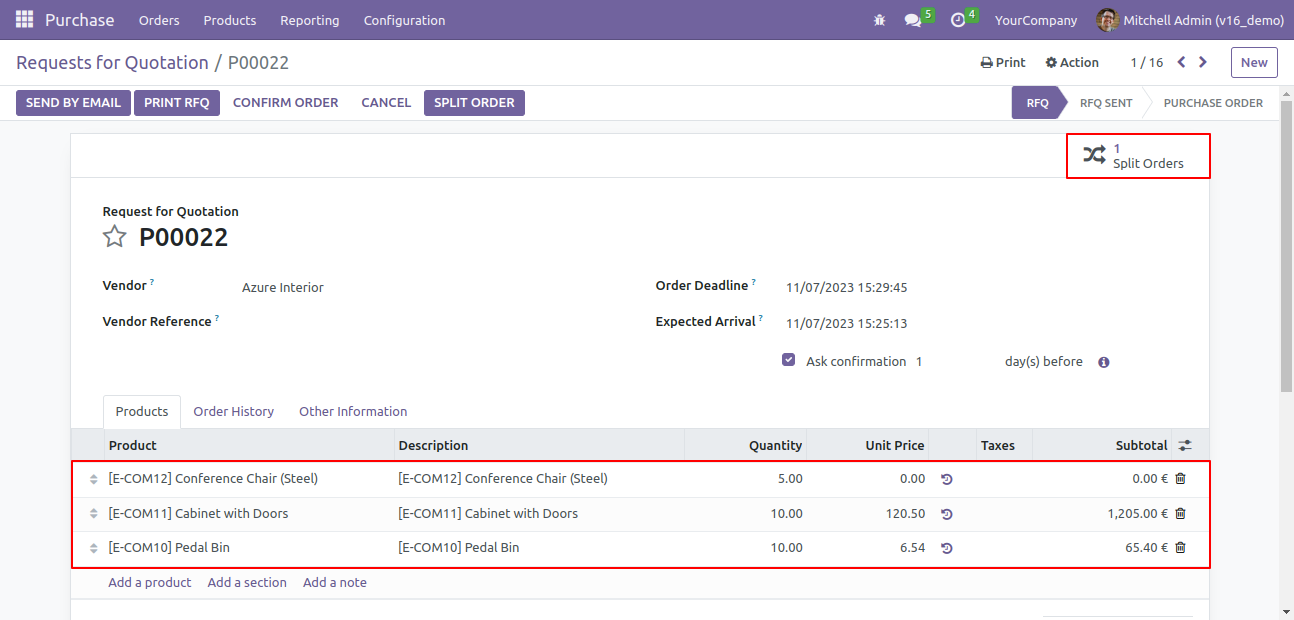 Purchase Orders Products Reporting Configuration 5 4 YourCompany Mitchell Admin (v16_demo)
Requests for Quotation / P00022 Print Action 1 / 16 New
SEND BY EMAIL PRINT RFQ CONFIRM ORDER CANCEL SPLIT ORDER RFQ RFQ SENT PURCHASE ORDER
1
Split Orders
Request for Quotation
P00022
Vendor ? Azure Interior Order Deadline ? 11/07/2023 15:29:45
Vendor Reference ? Expected Arrival ? 11/07/2023 15:25:13
Ask confirmation 1 day(s) before
Products Order History Other Information
Product Description Quantity Unit Price Taxes Subtotal
[E-COM12] Conference Chair (Steel) [E-COM12] Conference Chair (Steel) 5.00 0.00 0.00 €
[E-COM11] Cabinet with Doors [E-COM11] Cabinet with Doors 10.00 120.50 1,205.00 €
[E-COM10] Pedal Bin [E-COM10] Pedal Bin 10.00 6.54 65.40 €
Add a product Add a section Add a note